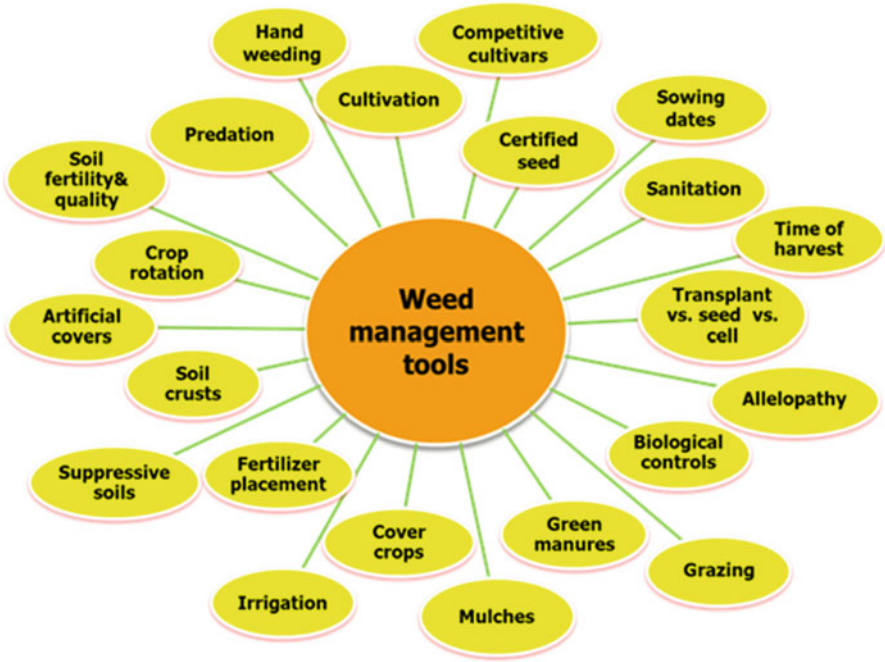 Hand
weeding
Competitive
cultivars
Cultivation
Sowing
dates
Predation
Certified
seed
Soil
fertility&
quality
Sanitation
Time of
harvest
Crop
rotation
Artificial
covers
Weed
management
tools
Transplant
vs. seed vs.
cell
Soil
crusts
Allelopathy
Biological
controls
Suppressive
soils
Fertilizer
placement
Cover
crops
Green
manures
Grazing
Irrigation
Mulches